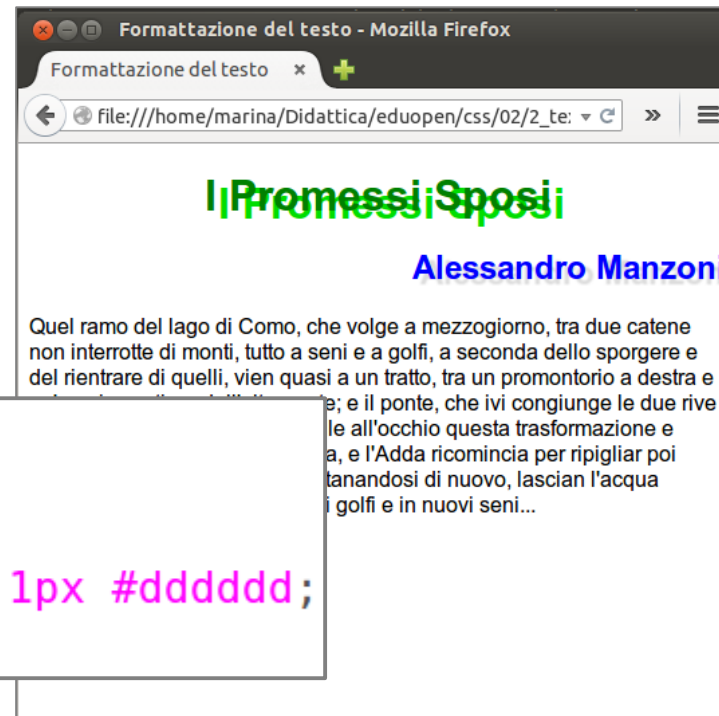 Formattazione del testo - Mozilla Firefox
Formattazione del testo
file:///home/marina/Didattica/eduopen/css/02/2_te
I Promessi Sposi
Alessandro Manzoni
Quel ramo del lago di Como, che volge a mezzogiorno, tra due catene
non interrotte di monti, tutto a seni e a golfi, a seconda dello sporgere e
del rientrare di quelli, vien quasi a un tratto, tra un promontorio a destra e
e; e il ponte, che ivi congiunge le due rive
le all'occhio questa trasformazione e
a, e l'Adda ricomincia per ripigliar poi
tanandosi di nuovo, lascian l'acqua
i golfi e in nuovi seni...
1px #dddddd;